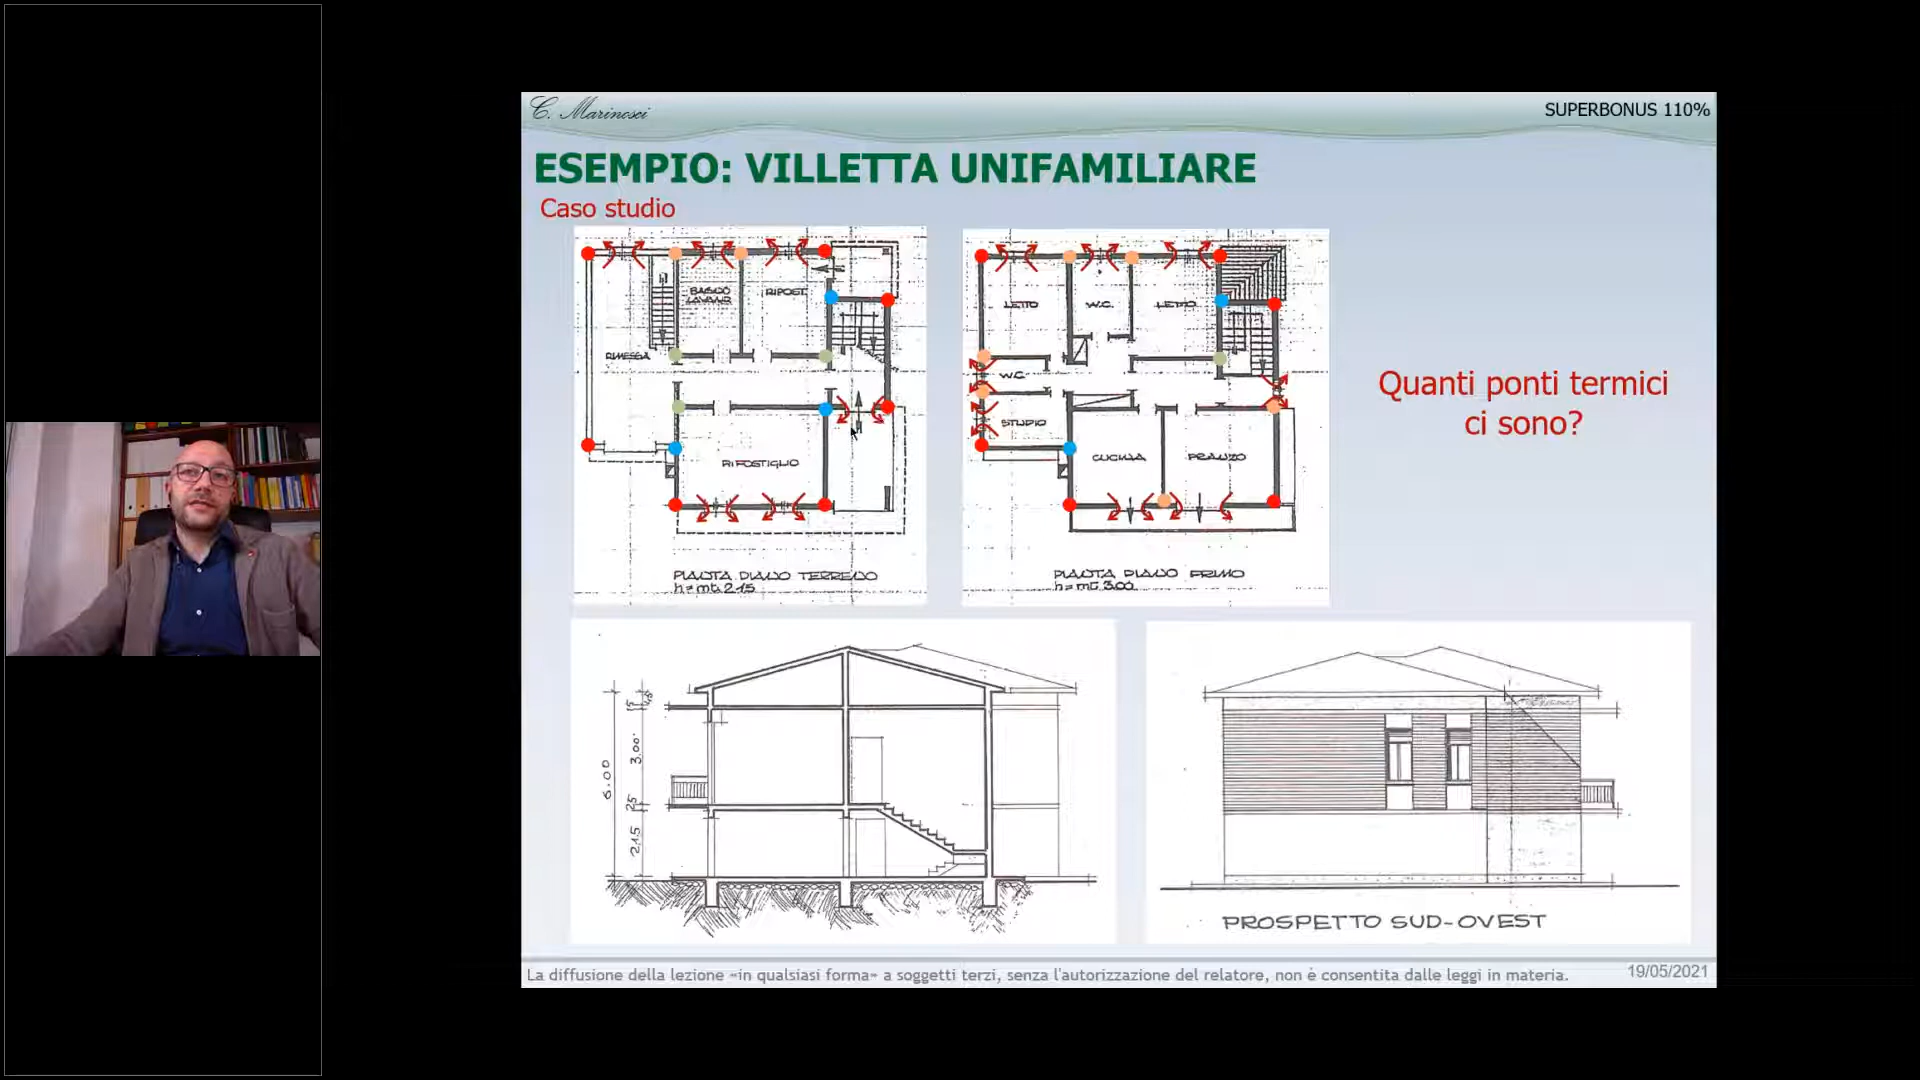 C. Marinosci
SUPERBONUS 110%
ESEMPIO: VILLETTA UNIFAMILIARE
Caso studio
BAGNO
LAVAND.
RIPOST.
RIMESSA
RIPOSTIGLIO
PIANTA PIANO TERRENO
h = mt. 2.15
LETTO
W.C.
LETTO
W.C.
STUDIO
CUCINA
PRANZO
PIANTA PIANO PRIMO
h = mt. 3.00
Quanti ponti termici
ci sono?
6.00
3.00
25
2,15
PROSPETTO SUD-OVEST
La diffusione della lezione «in qualsiasi forma» a soggetti terzi, senza l'autorizzazione del relatore, non è consentita dalle leggi in materia.
19/05/2021